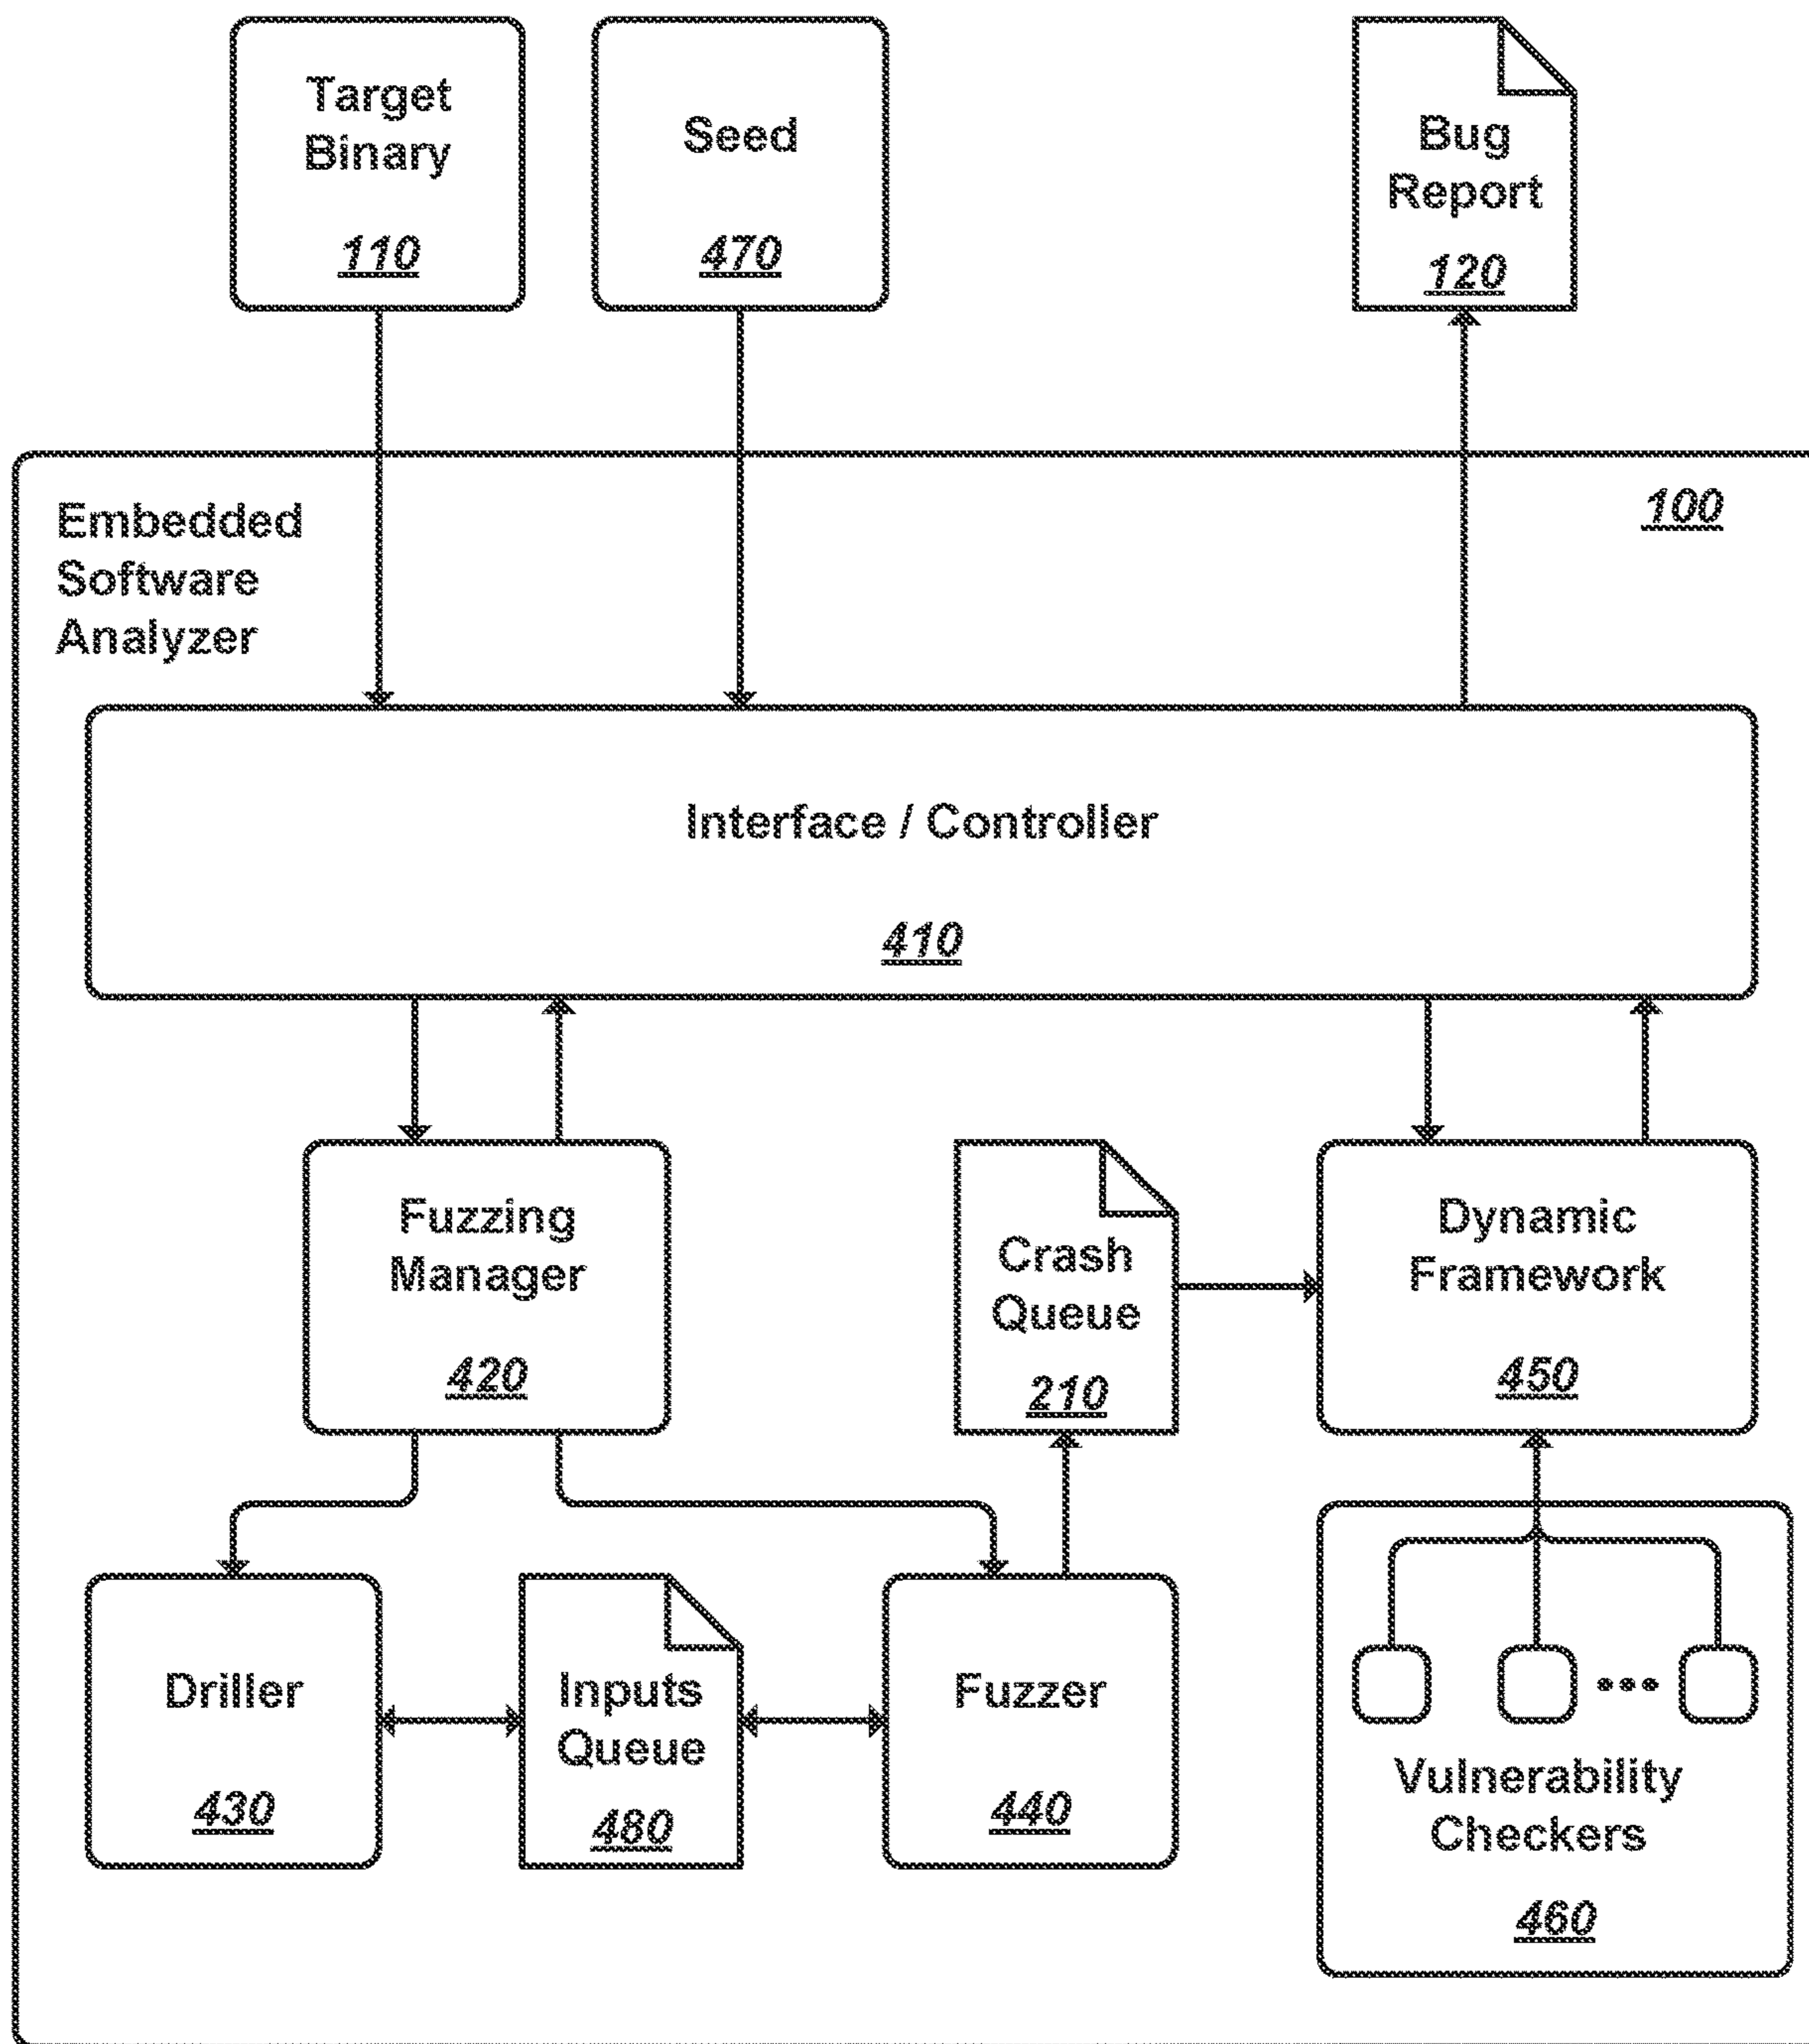 Target
Binary
110
Seed
470
Bug
Report
120
Embedded
Software
Analyzer
100
Interface / Controller
410
Fuzzing
Manager
420
Crash
Queue
210
Dynamic
Framework
450
Driller
430
Inputs
Queue
480
Fuzzer
440
Vulnerability
Checkers
460